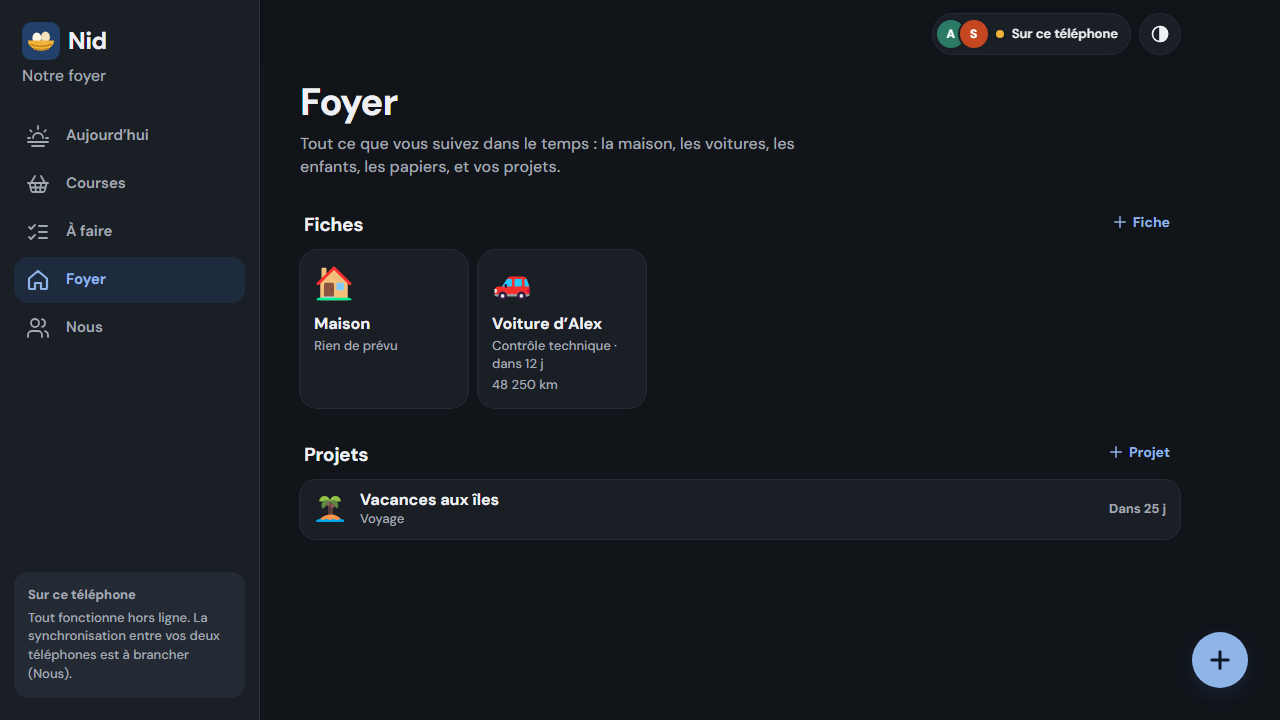 Nid
Notre foyer
Aujourd’hui
Courses
À faire
Foyer
Nous
Sur ce téléphone
Tout fonctionne hors ligne. La
synchronisation entre vos deux
téléphones est à brancher
(Nous).
A
S
Sur ce téléphone
Foyer
Tout ce que vous suivez dans le temps : la maison, les voitures, les
enfants, les papiers, et vos projets.
Fiches
Fiche
Maison
Rien de prévu
Voiture d’Alex
Contrôle technique ·
dans 12 j
48 250 km
Projets
Projet
Vacances aux îles
Voyage
Dans 25 j